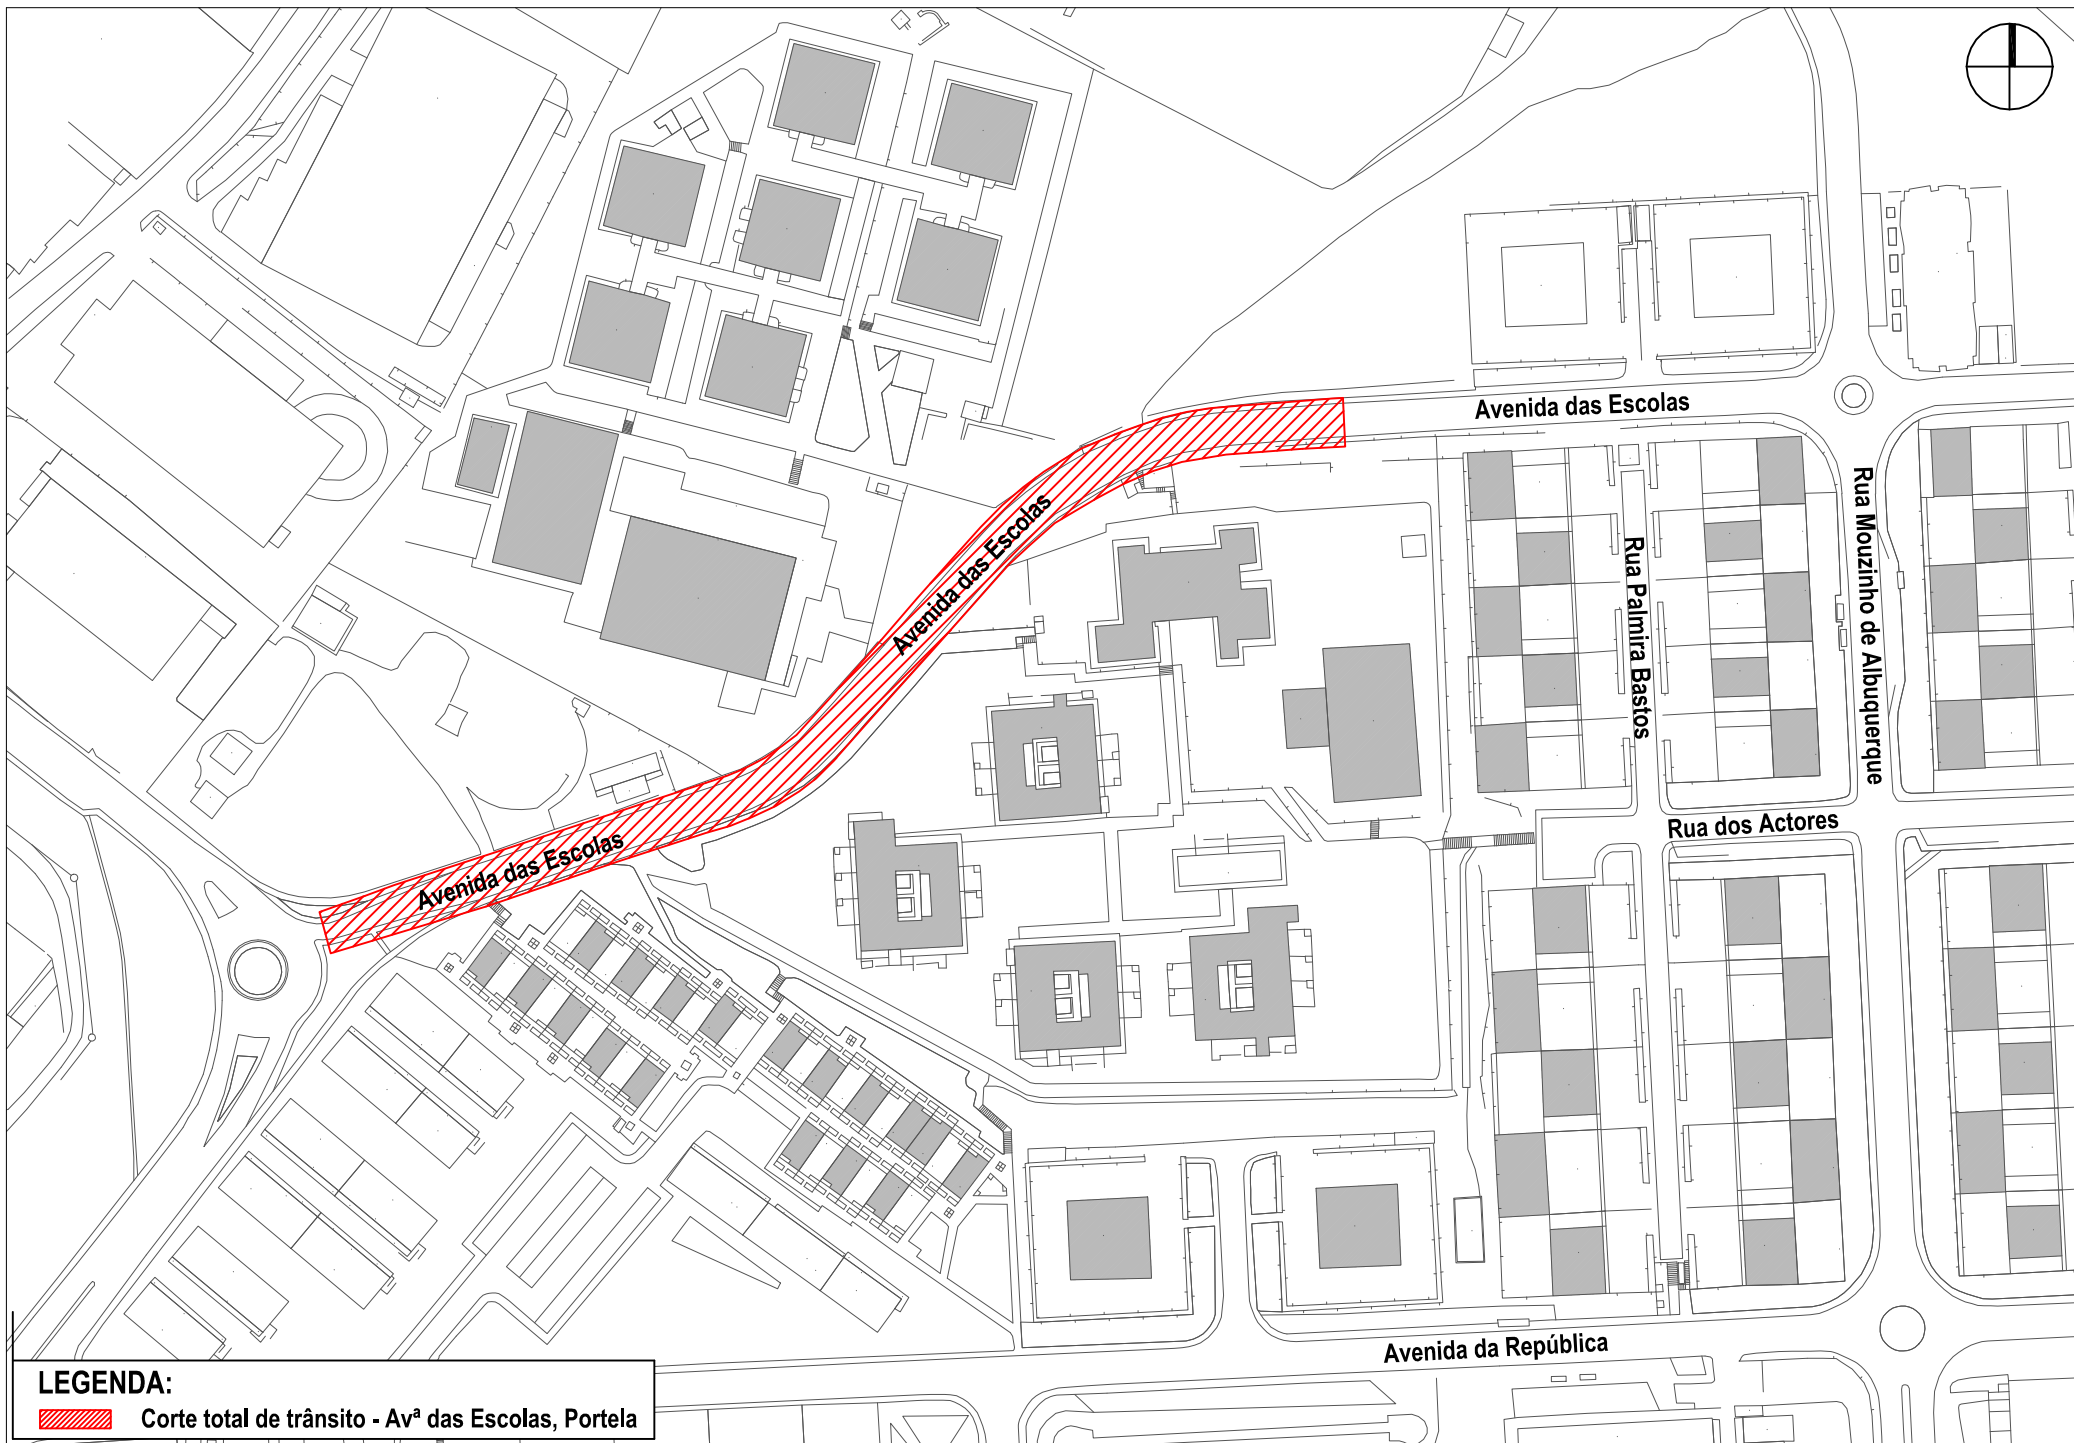 Avenida das Escolas
Avenida das Escolas
Avenida das Escolas
Rua Palmira Bastos
Rua Mouzinho de Albuquerque
Rua dos Actores
Avenida da República
LEGENDA:
Corte total de trânsito - Avª das Escolas, Portela